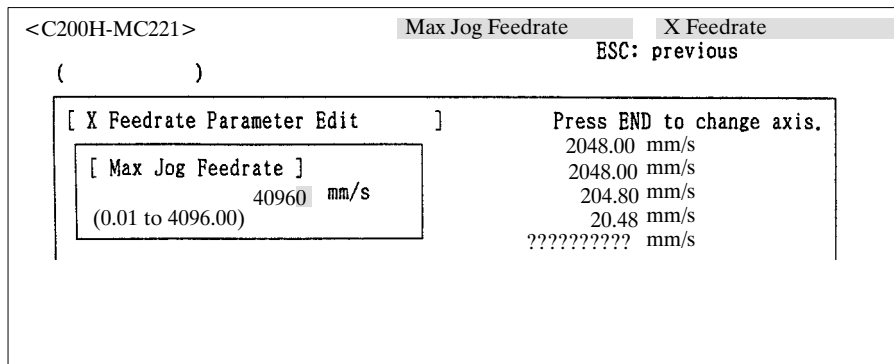 <C200H-MC221> Max Jog Feedrate X Feedrate
ESC: previous
( )
[ X Feedrate Parameter Edit ] Press END to change axis.
2048.00 mm/s
[ Max Jog Feedrate ] 2048.00 mm/s
40960 mm/s 204.80 mm/s
(0.01 to 4096.00) 20.48 mm/s
?????????? mm/s